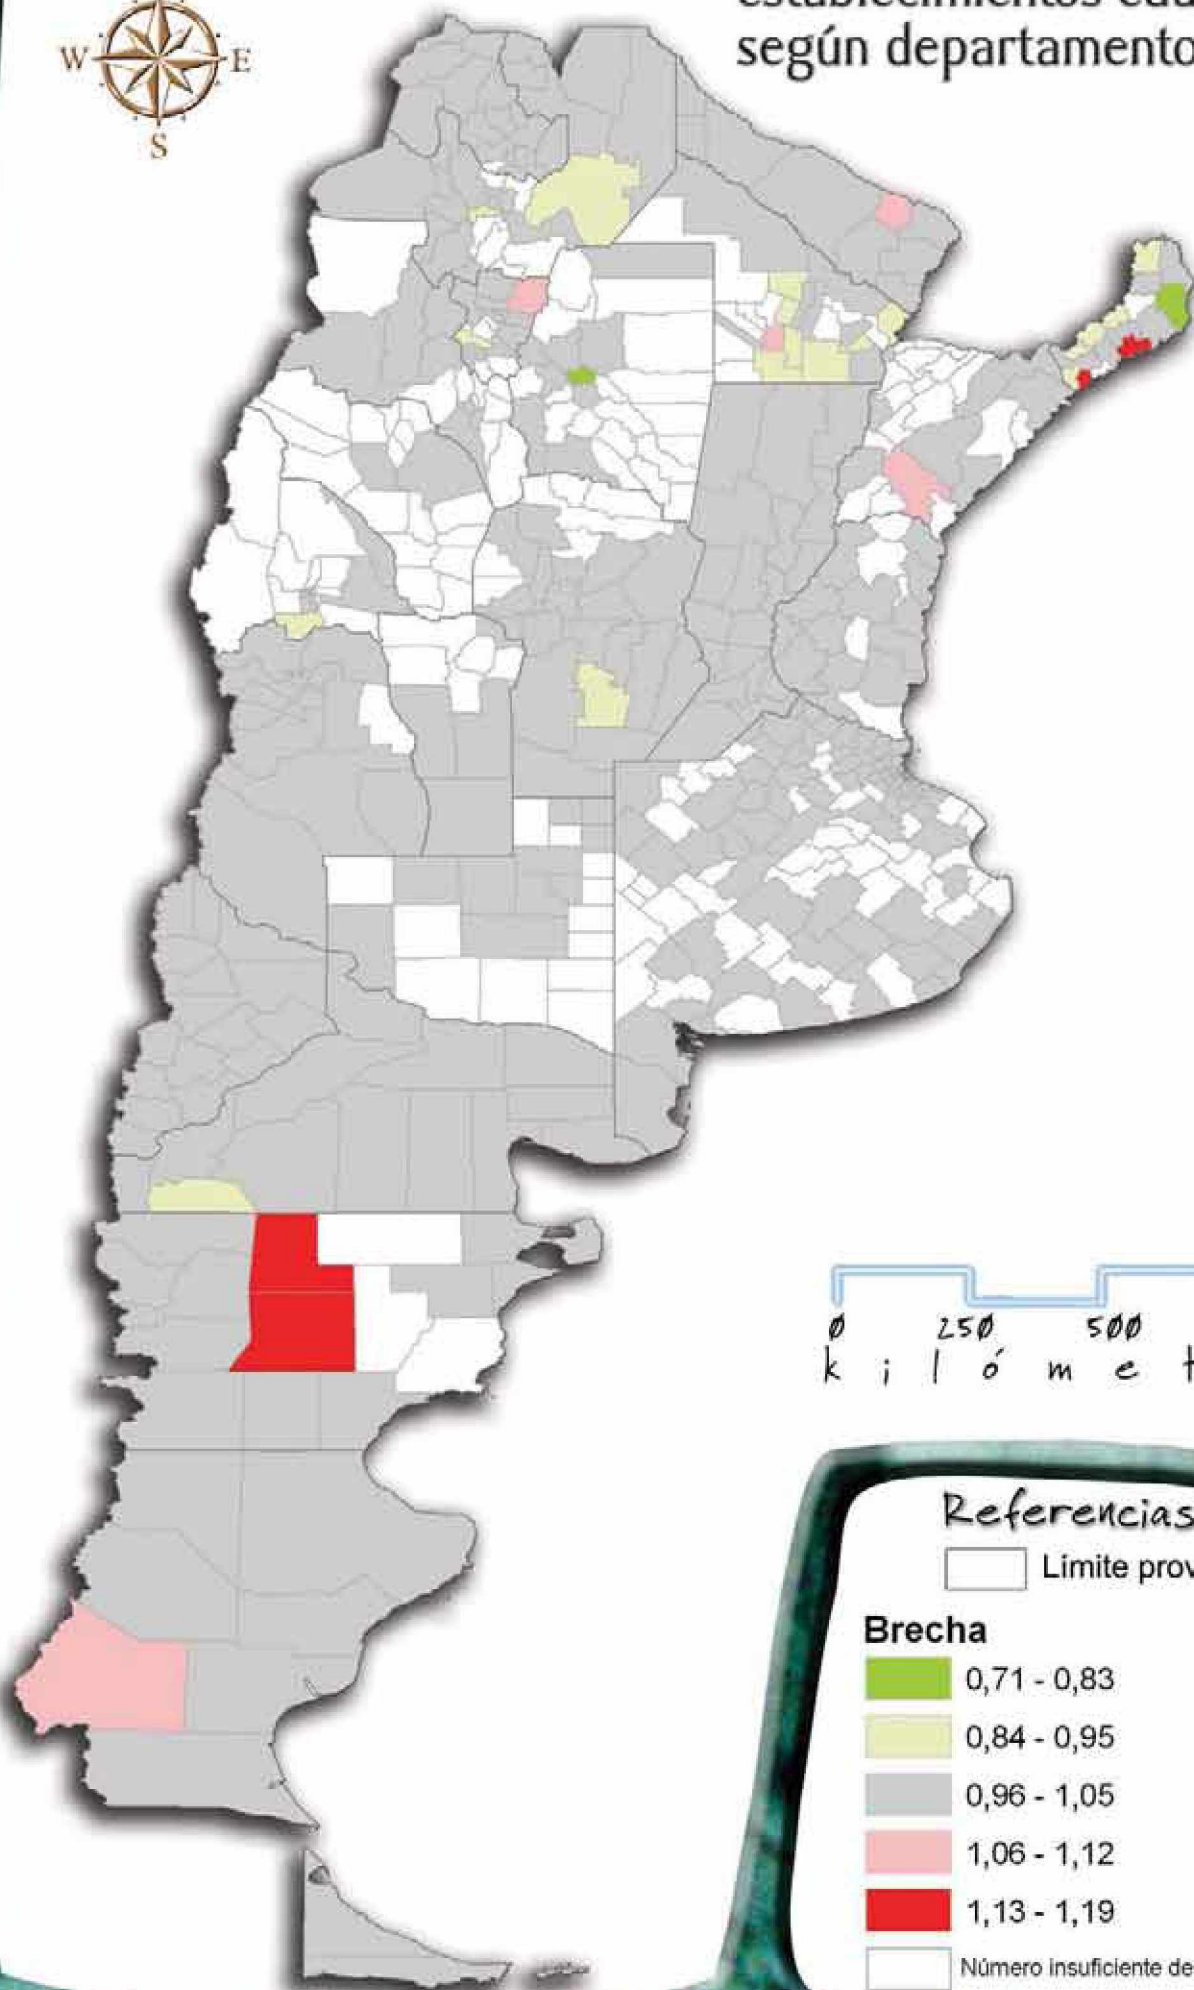 según departamento
W E
S
0 250 500
k i l ó m e t
Referencias
Límite prov
Brecha
0,71 - 0,83
0,84 - 0,95
0,96 - 1,05
1,06 - 1,12
1,13 - 1,19
Número insuficiente de